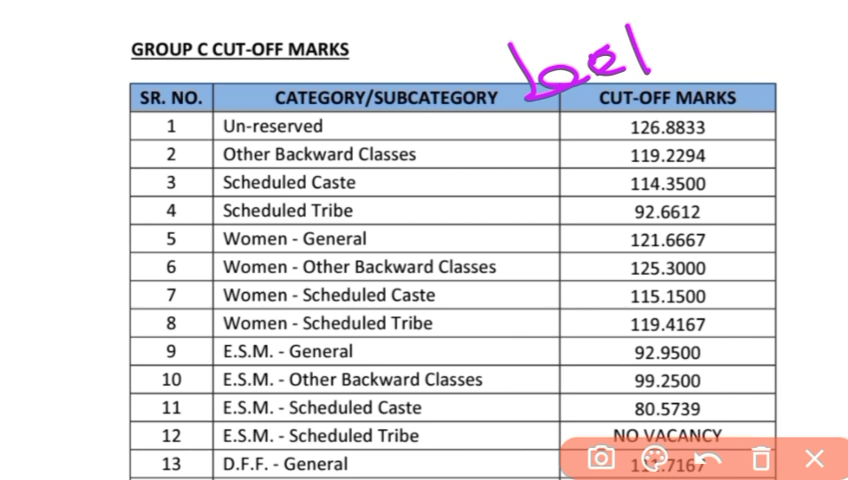 GROUP C CUT-OFF MARKS
SR. NO. CATEGORY/SUBCATEGORY CUT-OFF MARKS
1 Un-reserved 126.8833
2 Other Backward Classes 119.2294
3 Scheduled Caste 114.3500
4 Scheduled Tribe 92.6612
5 Women - General 121.6667
6 Women - Other Backward Classes 125.3000
7 Women - Scheduled Caste 115.1500
8 Women - Scheduled Tribe 119.4167
9 E.S.M. - General 92.9500
10 E.S.M. - Other Backward Classes 99.2500
11 E.S.M. - Scheduled Caste 80.5739
12 E.S.M. - Scheduled Tribe NO VACANCY
13 D.F.F. - General